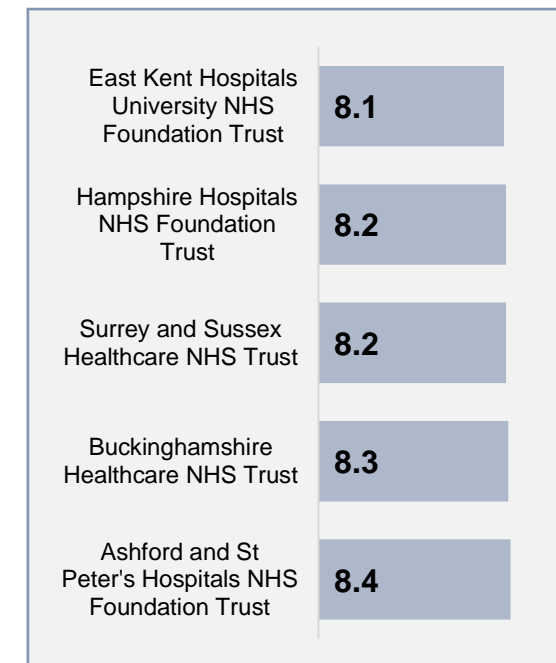 East Kent Hospitals
University NHS
Foundation Trust
8.1
Hampshire Hospitals
NHS Foundation
Trust
8.2
Surrey and Sussex
Healthcare NHS Trust
8.2
Buckinghamshire
Healthcare NHS Trust
8.3
Ashford and St
Peter's Hospitals NHS
Foundation Trust
8.4